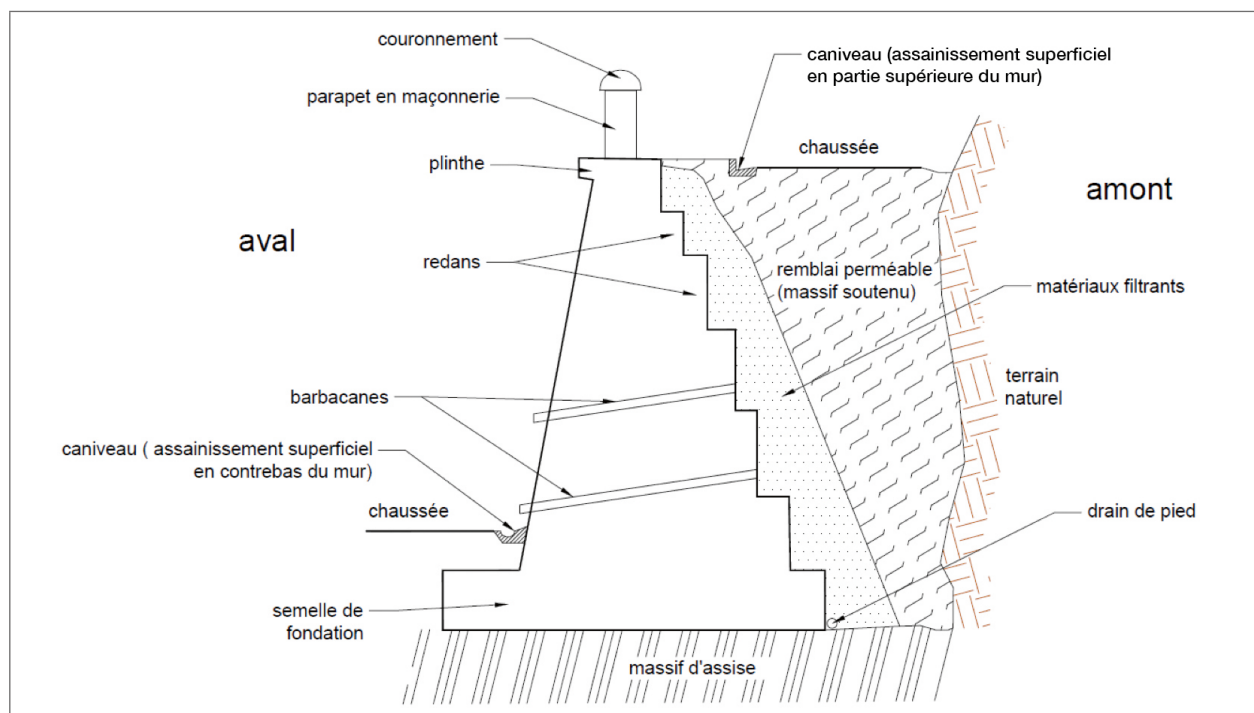 couronnement
caniveau (assainissement superficiel
en partie supérieure du mur)
parapet en maçonnerie
chaussée
plinthe
amont
aval
redans
remblai perméable
(massif soutenu)
matériaux filtrants
terrain
naturel
barbacanes
caniveau ( assainissement superficiel
en contrebas du mur)
chaussée
drain de pied
semelle de
fondation
massif d'assise